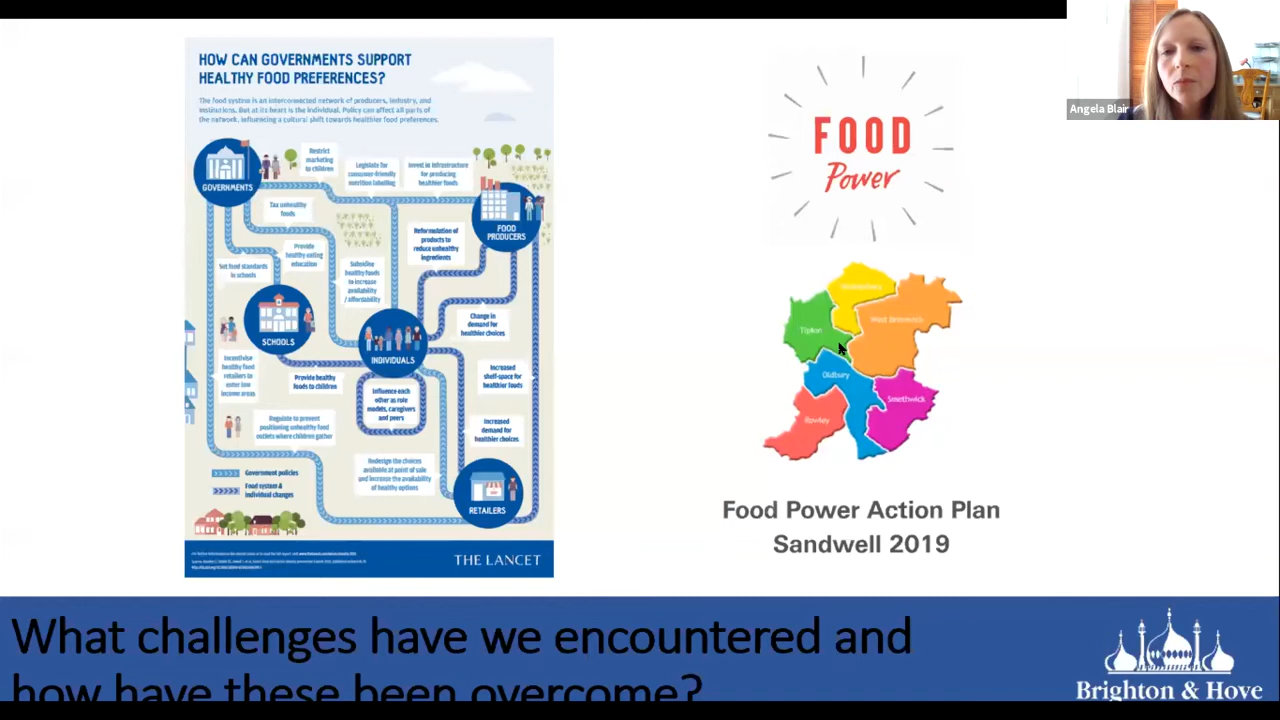 HOW CAN GOVERNMENTS SUPPORT
HEALTHY FOOD PREFERENCES?
The food system is an interconnected network of producers, industry, and
institutions. But at its heart is the individual. Policy can affect all parts of
the network, influencing a cultural shift towards healthier food preferences.
GOVERNMENTS
Restrict
marketing
to children
Legislate for
consumer-friendly
nutrition labelling
Invest in infrastructure
for producing
healthier foods
Tax unhealthy
foods
FOOD
PRODUCERS
Reformulation of
products to
reduce unhealthy
ingredients
Provide
healthy eating
education
Set food standards
in schools
Subsidise
healthy foods
to increase
availability
/ affordability
SCHOOLS
Change in
demand for
healthier choices
INDIVIDUALS
Incentivise
healthy food
retailers to
enter low
income areas
Provide healthy
foods to children
Influence each
other as role
models, caregivers
and peers
Increased
shelf-space for
healthier foods
Regulate to prevent
positioning unhealthy food
outlets where children gather
Increased
demand for
healthier choices
Redesign the choices
available at point of sale
and increase the availability
of healthy options
Government policies
Food system &
individual changes
RETAILERS
THE LANCET
FOOD
Power
Tipton
West Bromwich
Oldbury
Smethwick
Rowley
Food Power Action Plan
Sandwell 2019
Angela Blair
What challenges have we encountered and
how have these been overcome?
Brighton & Hove